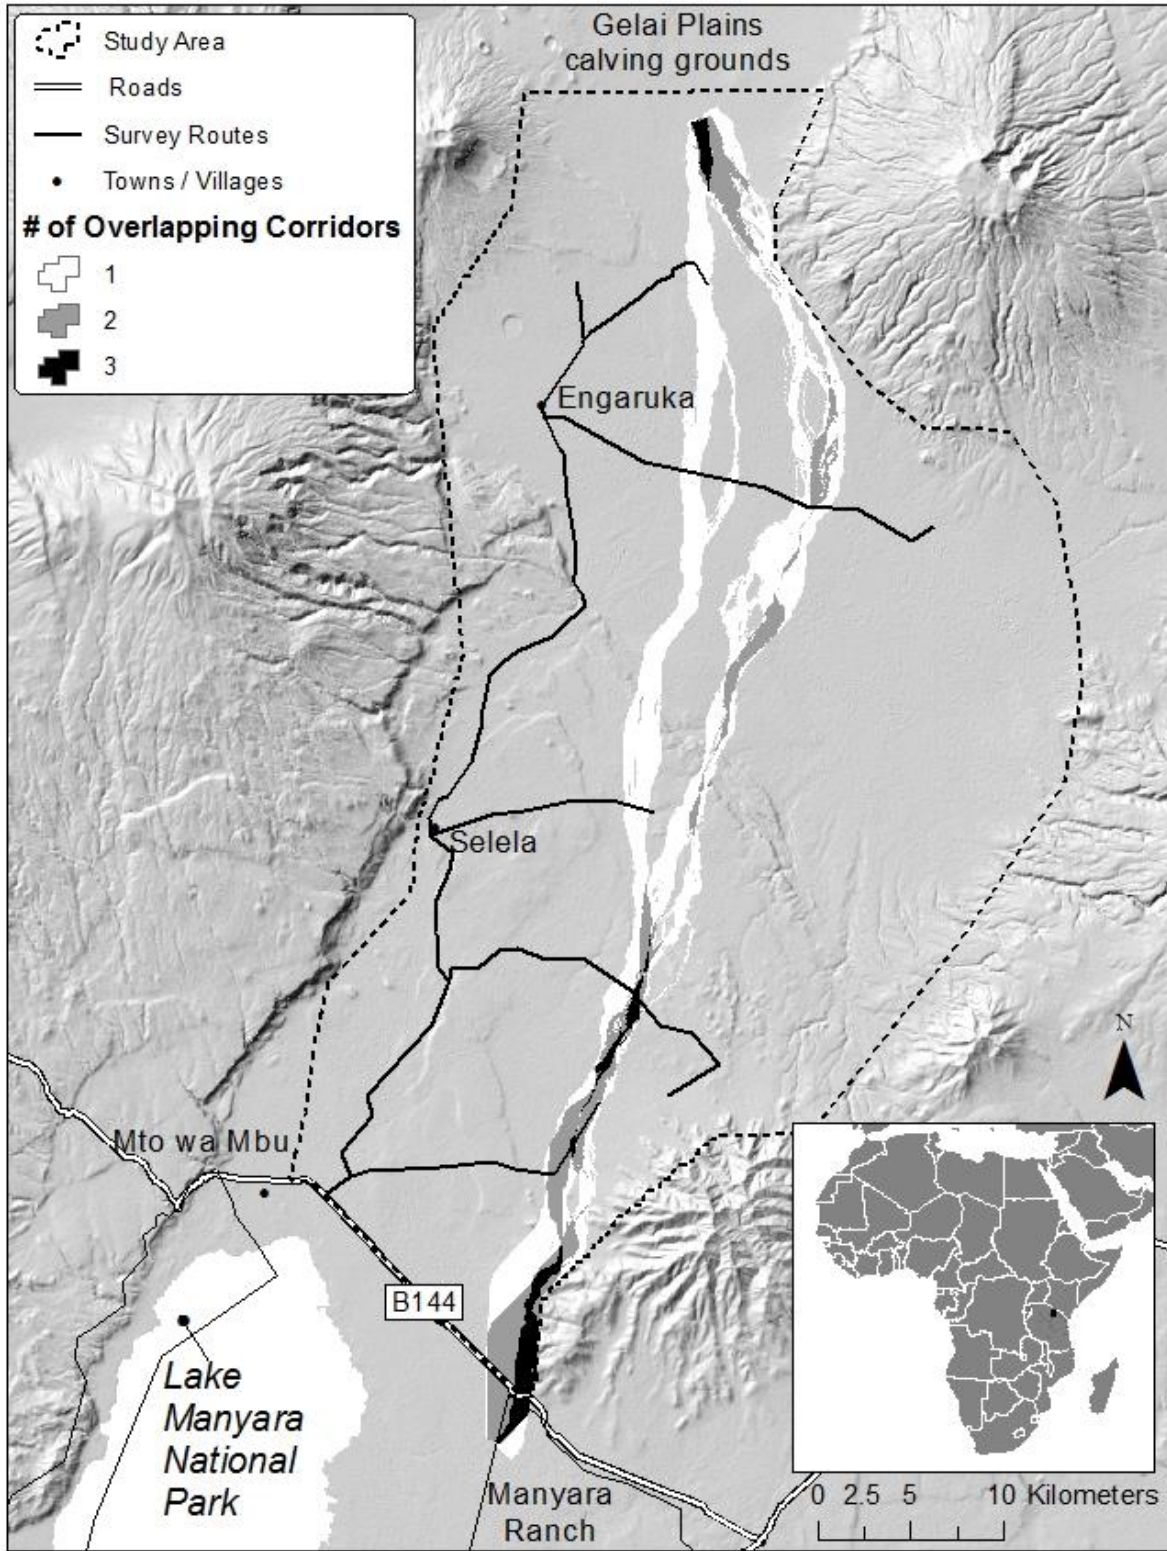 Study Area
Roads
Survey Routes
Towns / Villages
# of Overlapping Corridors
1
2
3
Gelai Plains
calving grounds
Engaruka
Selela
Mto wa Mbu
B144
Lake
Manyara
National
Park
Manyara
Ranch
N
0 2.5 5 10 Kilometers